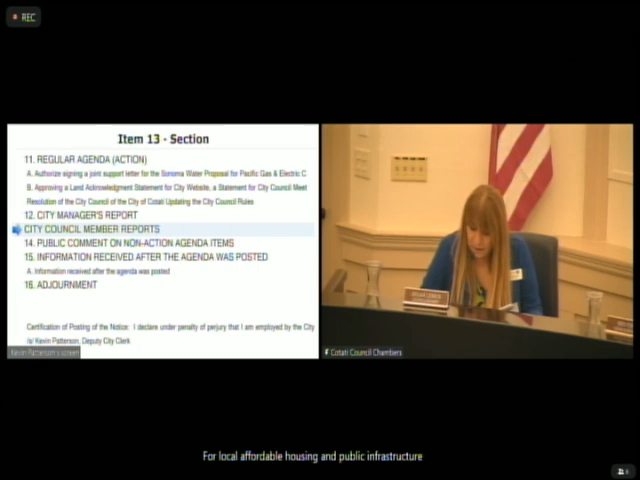 REC
Item 13 - Section
11. REGULAR AGENDA (ACTION)
A. Authorize signing a joint support letter for the Sonoma Water Proposal for Pacific Gas & Electric C
B. Approving a Land Acknowledgment Statement for City Website, a Statement for City Council Meet
Resolution of the City Council of the City of Cotati Updating the City Council Rules
12. CITY MANAGER'S REPORT
CITY COUNCIL MEMBER REPORTS
14. PUBLIC COMMENT ON NON-ACTION AGENDA ITEMS
15. INFORMATION RECEIVED AFTER THE AGENDA WAS POSTED
A. Information received after the agenda was posted
16. ADJOURNMENT
Certification of Posting of the Notice: I declare under penalty of perjury that I am employed by the City
/s/ Kevin Patterson, Deputy City Clerk
Kevin Patterson's screen
Cotati Council Chambers
For local affordable housing and public infrastructure